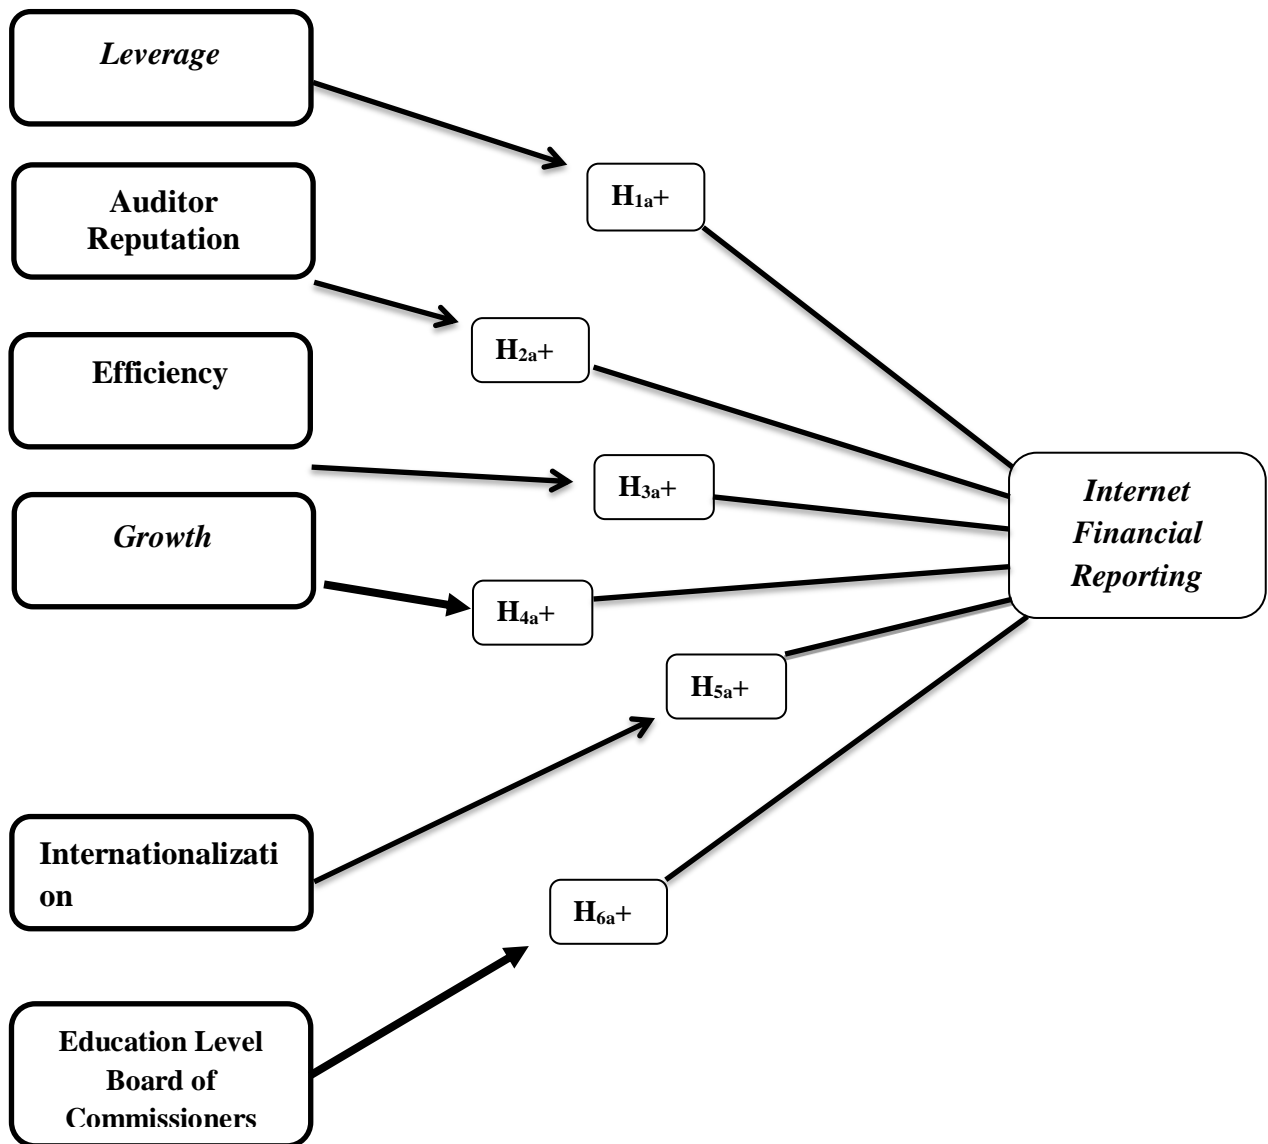 Leverage
Auditor
Reputation
H1a+
Efficiency
H2a+
H3a+
Internet
Financial
Reporting
Growth
H4a+
H5a+
Internationalizati
on
H6a+
Education Level
Board of
Commissioners